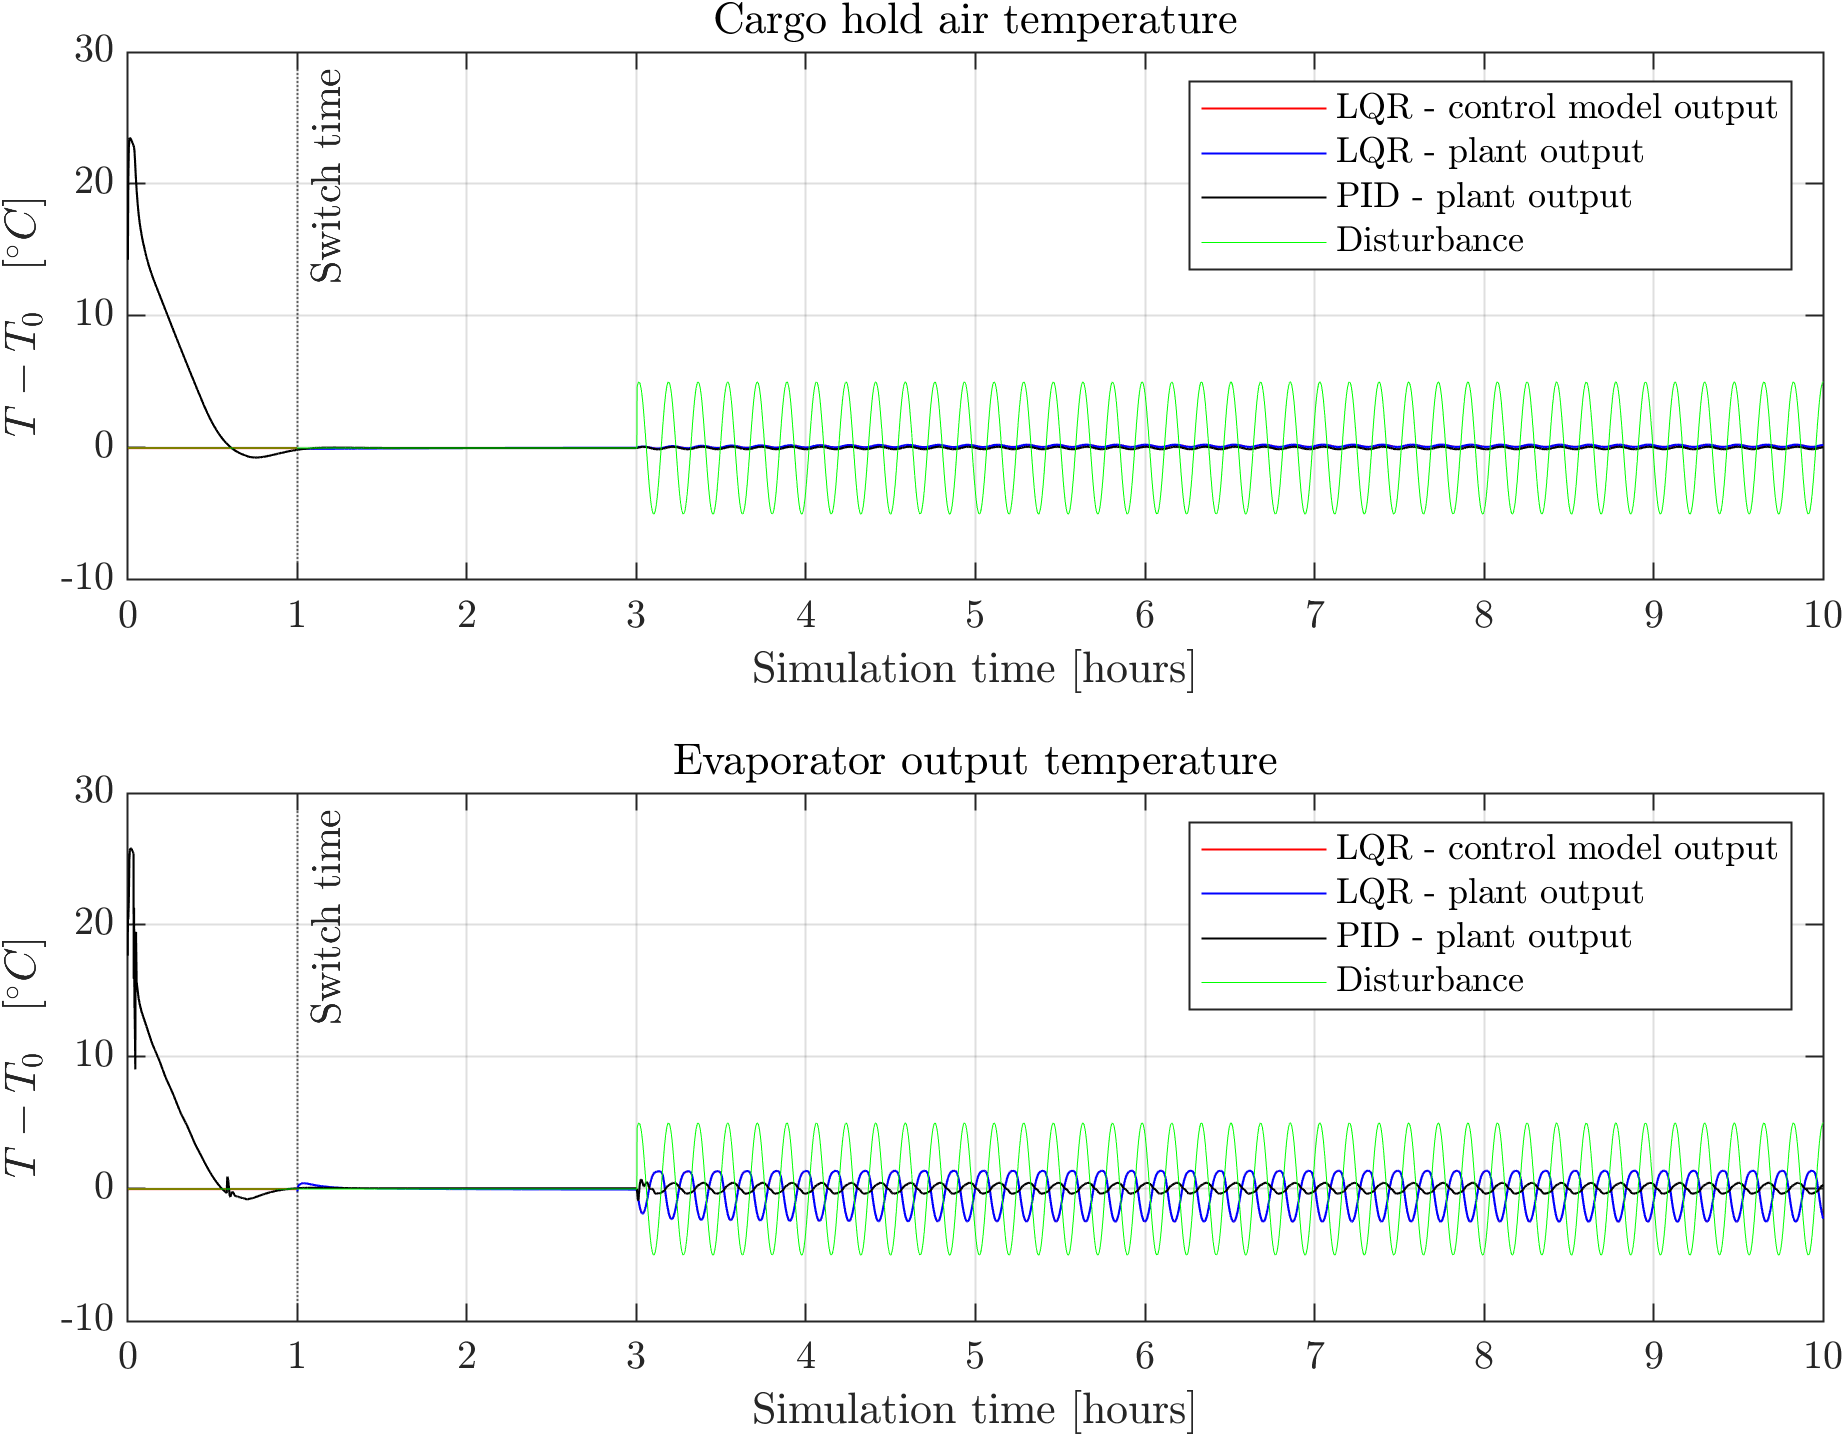 Cargo hold air temperature
30
20
10
0
-10
T − T₀ [°C]
Switch time
LQR - control model output
LQR - plant output
PID - plant output
Disturbance
0 1 2 3 4 5 6 7 8 9 10
Simulation time [hours]
Evaporator output temperature
30
20
10
0
-10
T − T₀ [°C]
Switch time
LQR - control model output
LQR - plant output
PID - plant output
Disturbance
0 1 2 3 4 5 6 7 8 9 10
Simulation time [hours]